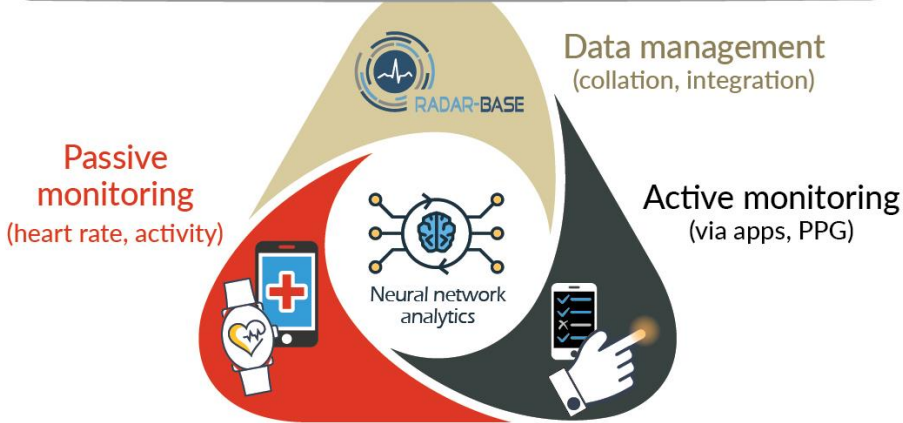 RADAR-BASE
Data management
(collation, integration)
Passive
monitoring
(heart rate, activity)
Active monitoring
(via apps, PPG)
Neural network
analytics